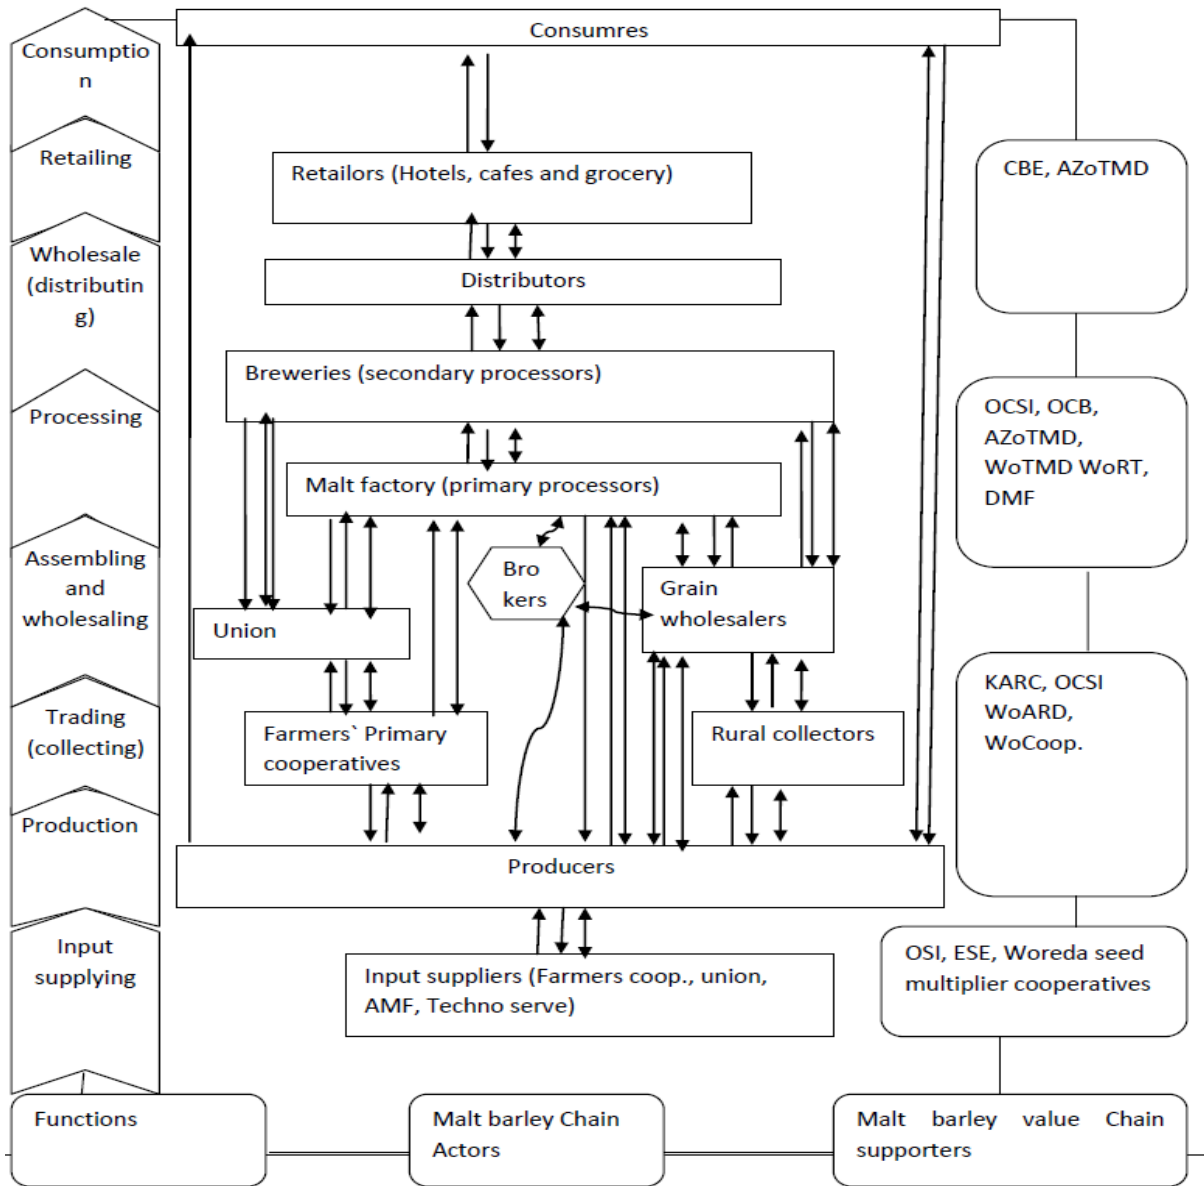 Consumptio
n
Retailing
Wholesale
(distributin
g)
Processing
Assembling
and
wholesaling
Trading
(collecting)
Production
Input
supplying
Functions
Consumres
Retailors (Hotels, cafes and grocery)
Distributors
Breweries (secondary processors)
Malt factory (primary processors)
Bro
kers
Grain
wholesalers
Union
Farmers` Primary
cooperatives
Rural collectors
Producers
Input suppliers (Farmers coop., union,
AMF, Techno serve)
Malt barley Chain
Actors
CBE, AZoTMD
OCSI, OCB,
AZoTMD,
WoTMD WoRT,
DMF
KARC, OCSI
WoARD,
WoCoop.
OSI, ESE, Woreda seed
multiplier cooperatives
Malt barley value Chain
supporters